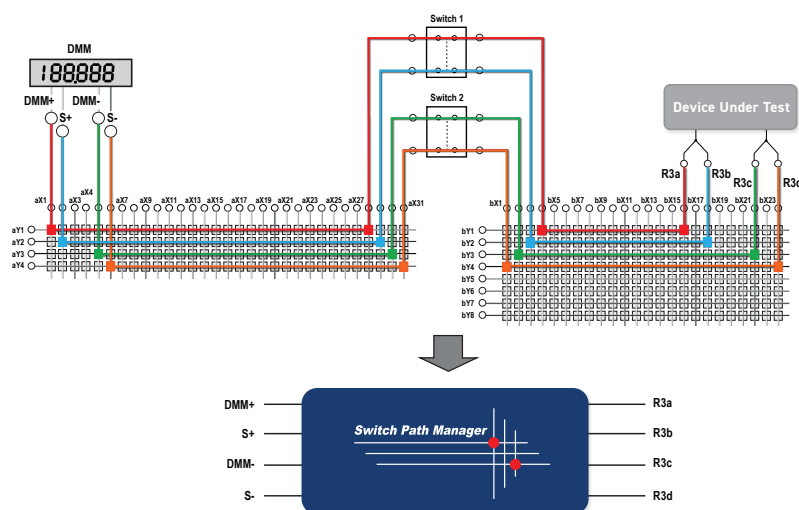 Switch 1
DMM
188,888
DMM+
S+
DMM-
S-
Switch 2
Device Under Test
R3a
R3b
R3c
R3d
aX1
aX3
aX4
aX7
aX9
aX11
aX13
aX15
aX17
aX19
aX21
aX23
aX25
aX27
aX31
bX1
bX5
bX7
bX9
bX11
bX13
bX15
bX17
bX19
bX21
bX23
aY1
aY2
aY3
aY4
bY1
bY2
bY3
bY4
bY5
bY6
bY7
bY8
DMM+
S+
DMM-
S-
Switch Path Manager
R3a
R3b
R3c
R3d